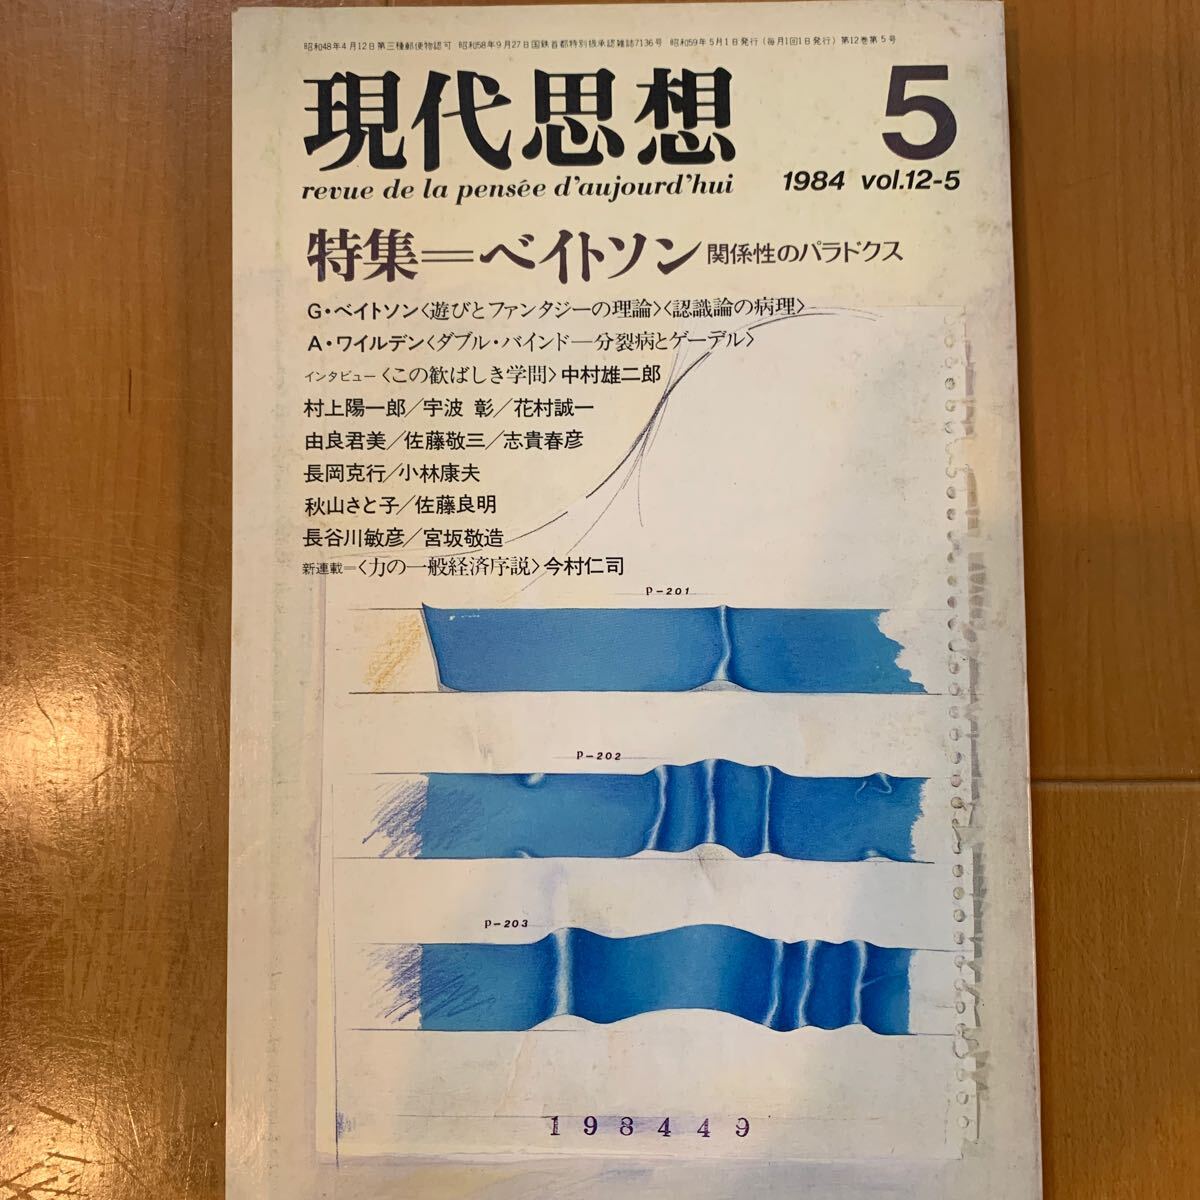 昭和48年4月12日第三種郵便物認可 昭和58年9月27日国鉄首都特別扱承認雑誌7136号 昭和59年5月1日発行(毎月1回1日発行)第12巻第5号
現代思想 5
revue de la pensée d'aujourd'hui 1984 vol.12-5
特集=ベイトソン 関係性のパラドクス
G・ベイトソン〈遊びとファンタジーの理論〉〈認識論の病理〉
A・ワイルデン〈ダブル・バインド―分裂病とゲーデル〉
インタビュー〈この歓ばしき学問〉中村雄二郎
村上陽一郎/宇波 彰/花村誠一
由良君美/佐藤敬三/志貴春彦
長岡克行/小林康夫
秋山さと子/佐藤良明
長谷川敏彦/宮坂敬造
新連載=〈力の一般経済序説〉今村仁司
P-201
P-202
P-203
198449